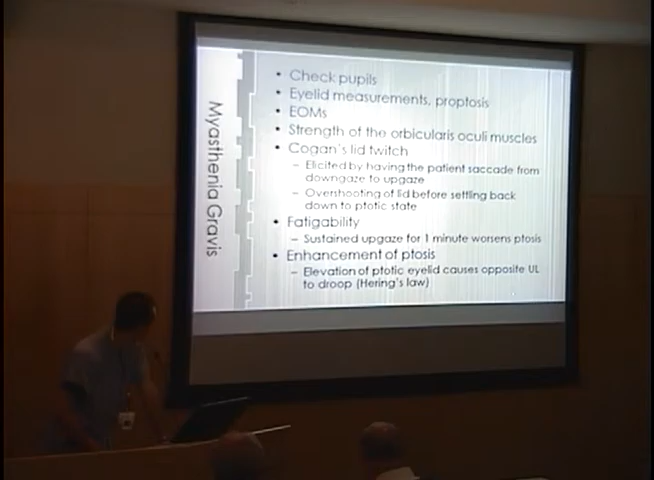 Myasthenia Gravis
• Check pupils
• Eyelid measurements, proptosis
• EOMs
• Strength of the orbicularis oculi muscles
• Cogan's lid twitch
– Elicited by having the patient saccade from
downgaze to upgaze
– Overshooting of lid before settling back
down to ptotic state
• Fatigability
– Sustained upgaze for 1 minute worsens ptosis
• Enhancement of ptosis
– Elevation of ptotic eyelid causes opposite UL
to droop (Hering's law)